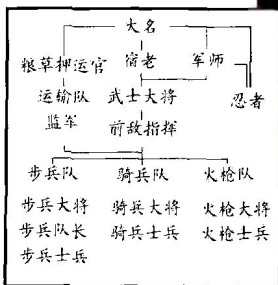 大名
粮草押运官 宿老 军师
运输队 武士大将 忍者
监军 前敌指挥
步兵队 骑兵队 火枪队
步兵大将 骑兵大将 火枪大将
步兵队长 骑兵士兵 火枪士兵
步兵士兵